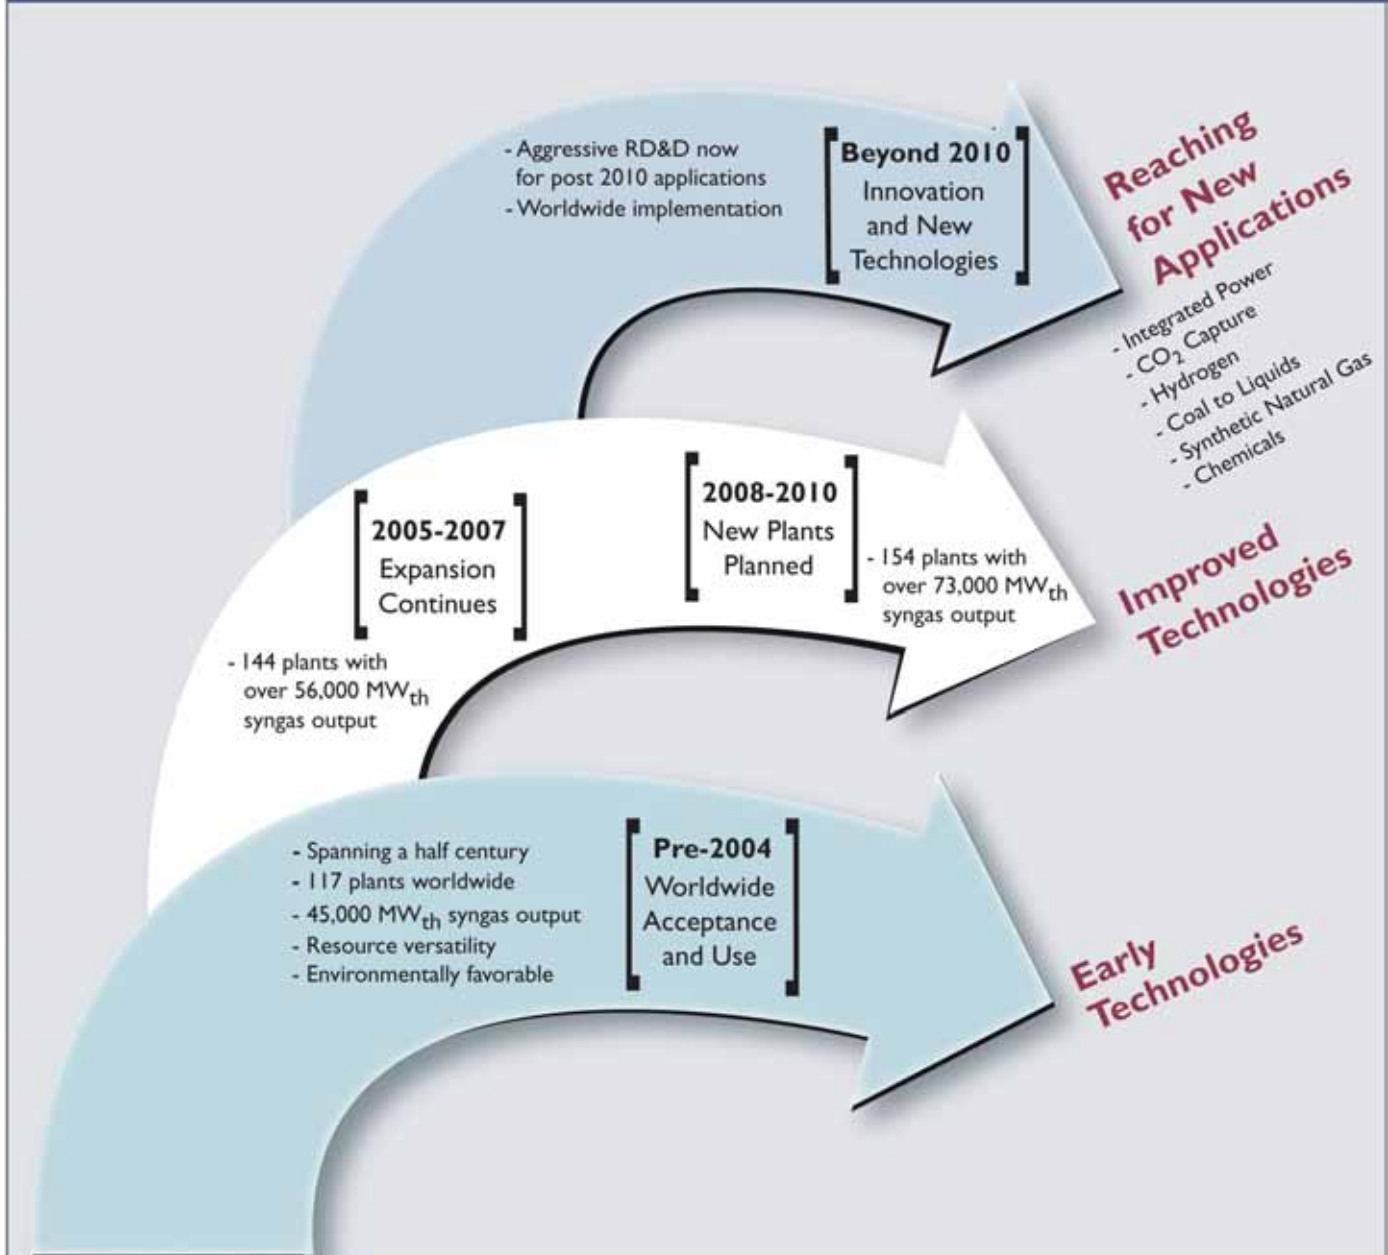 - Aggressive RD&D now
for post 2010 applications
- Worldwide implementation
Beyond 2010
Innovation
and New
Technologies
Reaching
for New
Applications
- Integrated Power
- CO₂ Capture
- Hydrogen
- Coal to Liquids
- Synthetic Natural Gas
- Chemicals
2005-2007
Expansion
Continues
- 144 plants with
over 56,000 MWth
syngas output
2008-2010
New Plants
Planned
- 154 plants with
over 73,000 MWth
syngas output
Improved
Technologies
- Spanning a half century
- 117 plants worldwide
- 45,000 MWth syngas output
- Resource versatility
- Environmentally favorable
Pre-2004
Worldwide
Acceptance
and Use
Early
Technologies